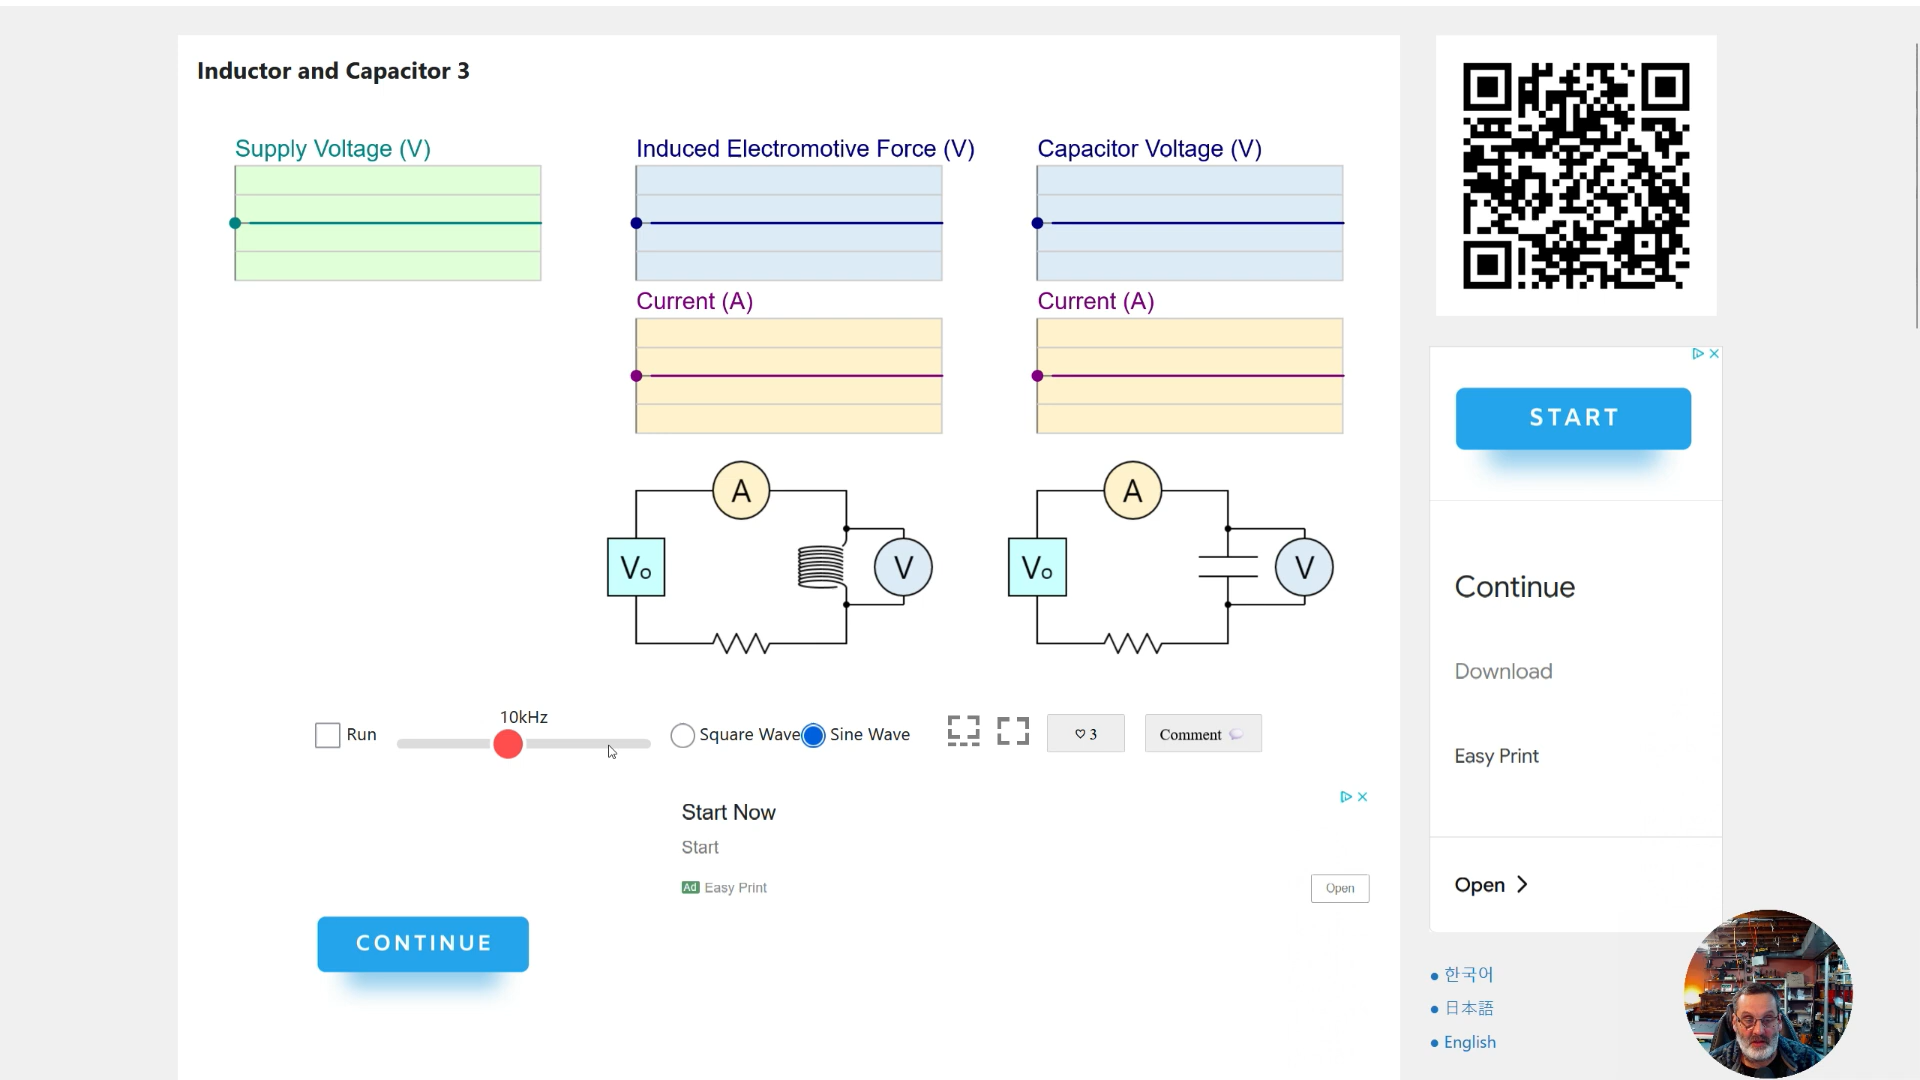 Inductor and Capacitor 3
Supply Voltage (V)
Induced Electromotive Force (V)
Capacitor Voltage (V)
Current (A)
Current (A)
A
A
Vo
V
Vo
V
10kHz
Run
Square Wave
Sine Wave
♡ 3
Comment
Start Now
Start
Ad Easy Print
Open
CONTINUE
START
Continue
Download
Easy Print
Open
한국어
日本語
English